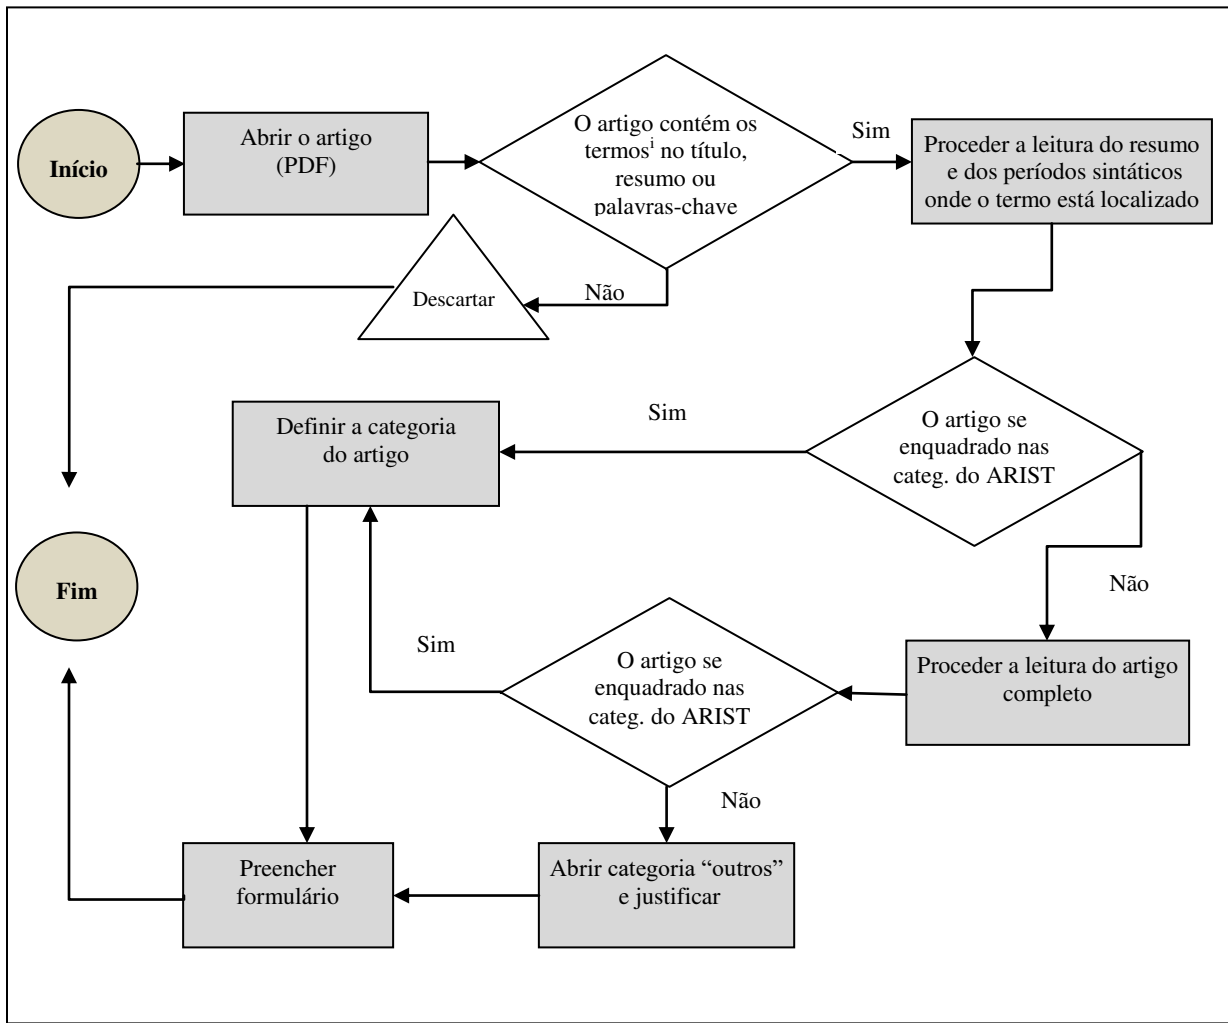 Início
Abrir o artigo
(PDF)
O artigo contém os
termosⁱ no título,
resumo ou
palavras-chave
Sim
Proceder a leitura do resumo
e dos períodos sintáticos
onde o termo está localizado
Não
Descartar
O artigo se
enquadrado nas
categ. do ARIST
Sim
Definir a categoria
do artigo
Não
Fim
Proceder a leitura do artigo
completo
O artigo se
enquadrado nas
categ. do ARIST
Sim
Não
Abrir categoria “outros”
e justificar
Preencher
formulário